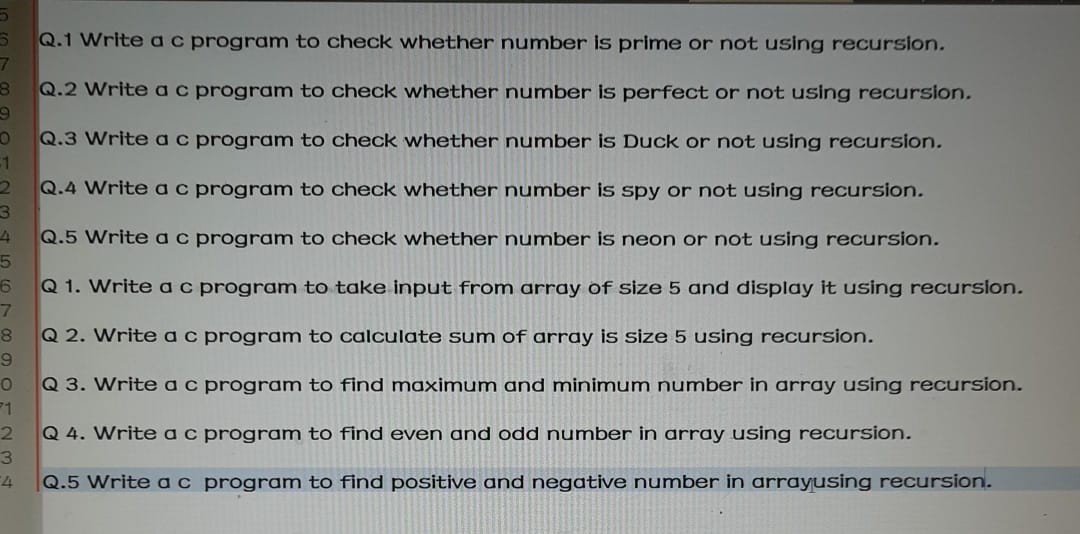 5
6 Q.1 Write a c program to check whether number is prime or not using recursion.
7
8 Q.2 Write a c program to check whether number is perfect or not using recursion.
9
0 Q.3 Write a c program to check whether number is Duck or not using recursion.
1
2 Q.4 Write a c program to check whether number is spy or not using recursion.
3
4 Q.5 Write a c program to check whether number is neon or not using recursion.
5
6 Q 1. Write a c program to take input from array of size 5 and display it using recursion.
7
8 Q 2. Write a c program to calculate sum of array is size 5 using recursion.
9
0 Q 3. Write a c program to find maximum and minimum number in array using recursion.
71
2 Q 4. Write a c program to find even and odd number in array using recursion.
3
4 Q.5 Write a c program to find positive and negative number in arrayusing recursion.